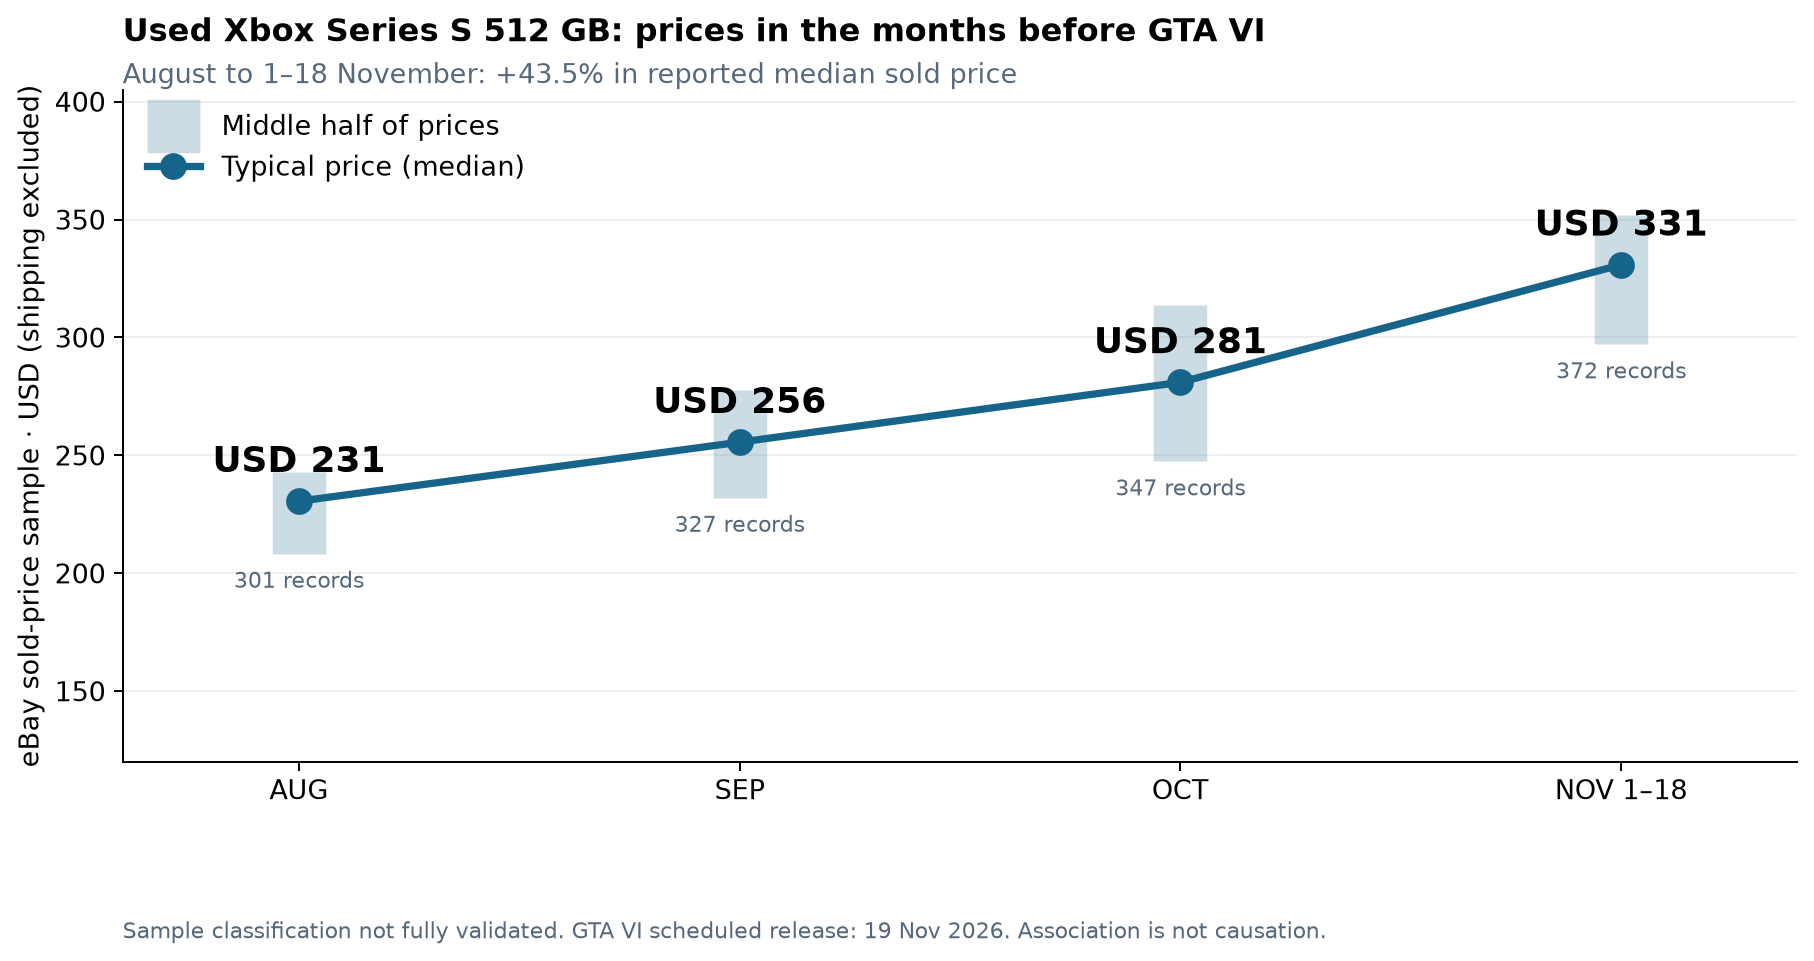 Used Xbox Series S 512 GB: prices in the months before GTA VI
August to 1–18 November: +43.5% in reported median sold price
eBay sold-price sample · USD (shipping excluded)
400
350
300
250
200
150
Middle half of prices
Typical price (median)
USD 231
301 records
USD 256
327 records
USD 281
347 records
USD 331
372 records
AUG
SEP
OCT
NOV 1–18
Sample classification not fully validated. GTA VI scheduled release: 19 Nov 2026. Association is not causation.